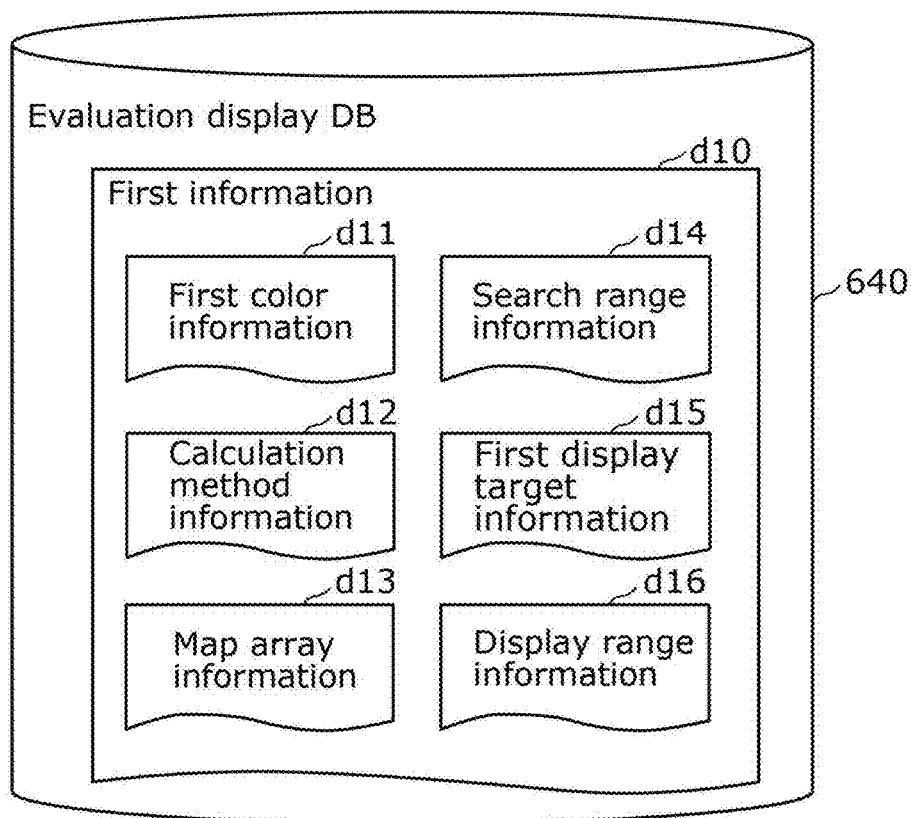 Evaluation display DB
d10
First information
d11
First color
information
d14
Search range
information
640
d12
Calculation
method
information
d15
First display
target
information
d13
Map array
information
d16
Display range
information